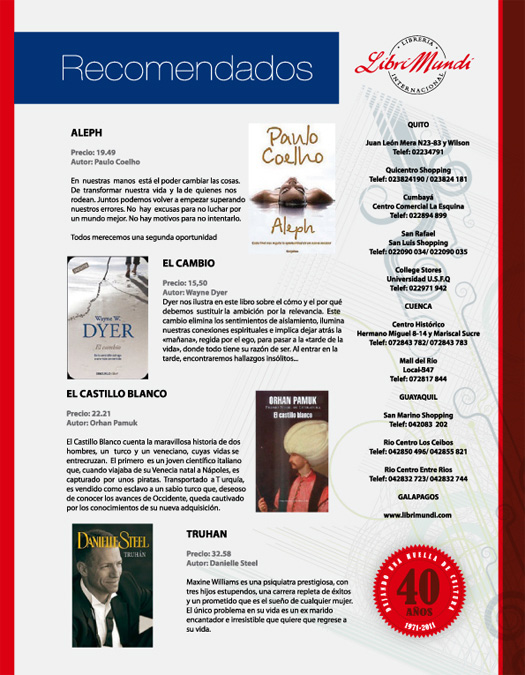 Recomendados
LIBRERIA
Libri Mundi
INTERNACIONAL
ALEPH
Precio: 19.49
Autor: Paulo Coelho
En nuestras manos está el poder cambiar las cosas.
De transformar nuestra vida y la de quienes nos
rodean. Juntos podemos volver a empezar superando
nuestros errores. No hay excusas para no luchar por
un mundo mejor. No hay motivos para no intentarlo.
Todos merecemos una segunda oportunidad
Paulo
Coelho
Aleph
EL CAMBIO
Precio: 15,50
Autor: Wayne Dyer
Dyer nos ilustra en este libro sobre el cómo y el por qué
debemos sustituir la ambición por la relevancia. Este
cambio elimina los sentimientos de aislamiento, ilumina
nuestras conexiones espirituales e implica dejar atrás la
«mañana», regida por el ego, para pasar a la «tarde de la
vida», donde todo tiene su razón de ser. Al entrar en la
tarde, encontraremos hallazgos insólitos...
Wayne W.
DYER
El cambio
EL CASTILLO BLANCO
Precio: 22.21
Autor: Orhan Pamuk
El Castillo Blanco cuenta la maravillosa historia de dos
hombres, un turco y un veneciano, cuyas vidas se
entrecruzan. El primero es un joven científico italiano
que, cuando viajaba de su Venecia natal a Nápoles, es
capturado por unos piratas. Transportado a T urquía,
es vendido como esclavo a un sabio turco que, deseoso
de conocer los avances de Occidente, queda cautivado
por los conocimientos de su nueva adquisición.
ORHAN PAMUK
El castillo blanco
TRUHAN
Precio: 32.58
Autor: Danielle Steel
Maxine Williams es una psiquiatra prestigiosa, con
tres hijos estupendos, una carrera repleta de éxitos
y un prometido que es el sueño de cualquier mujer.
El único problema en su vida es un ex marido
encantador e irresistible que quiere que regrese a
su vida.
DANIELLE STEEL
TRUHÁN
QUITO
Juan León Mera N23-83 y Wilson
Telef: 02234791
Quicentro Shopping
Telef: 023824190 / 023824 181
Cumbayá
Centro Comercial La Esquina
Telef: 022894 899
San Rafael
San Luis Shopping
Telef: 022090 034/ 022090 035
College Stores
Universidad U.S.F.Q
Telef: 022971 942
CUENCA
Centro Histórico
Hermano Miguel 8-14 y Mariscal Sucre
Telef: 072843 782/ 072843 783
Mall del Río
Local-B47
Telef: 072817 844
GUAYAQUIL
San Marino Shopping
Telef: 042083 202
Rio Centro Los Ceibos
Telef: 042850 496/ 042855 821
Rio Centro Entre Rios
Telef: 042832 723/ 042832 744
GALAPAGOS
www.librimundi.com
DEJANDO UNA HUELLA DE CULTURA
40
AÑOS
1971-2011